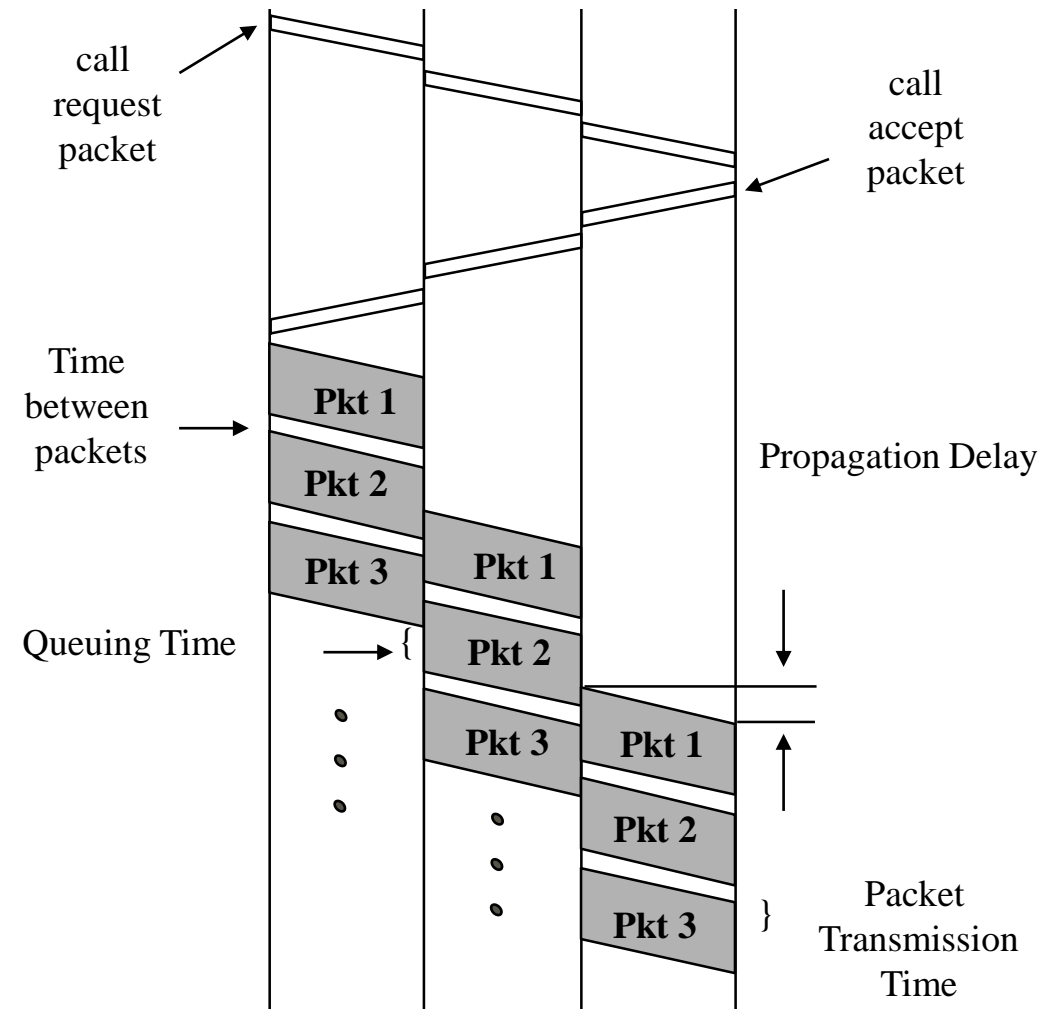 call
request
packet
call
accept
packet
Time
between
packets
Pkt 1
Pkt 2
Pkt 3
Propagation Delay
Pkt 1
Pkt 2
Pkt 3
Queuing Time
{
Pkt 1
Pkt 2
Pkt 3
}
Packet
Transmission
Time